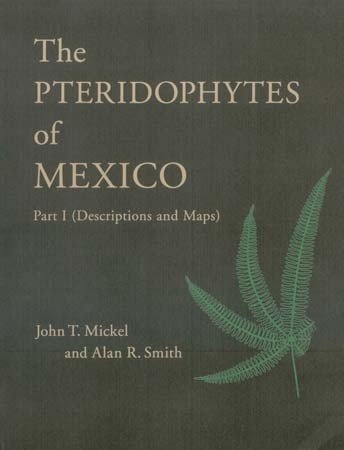 The
PTERIDOPHYTES
of
MEXICO
Part I (Descriptions and Maps)
John T. Mickel
and Alan R. Smith